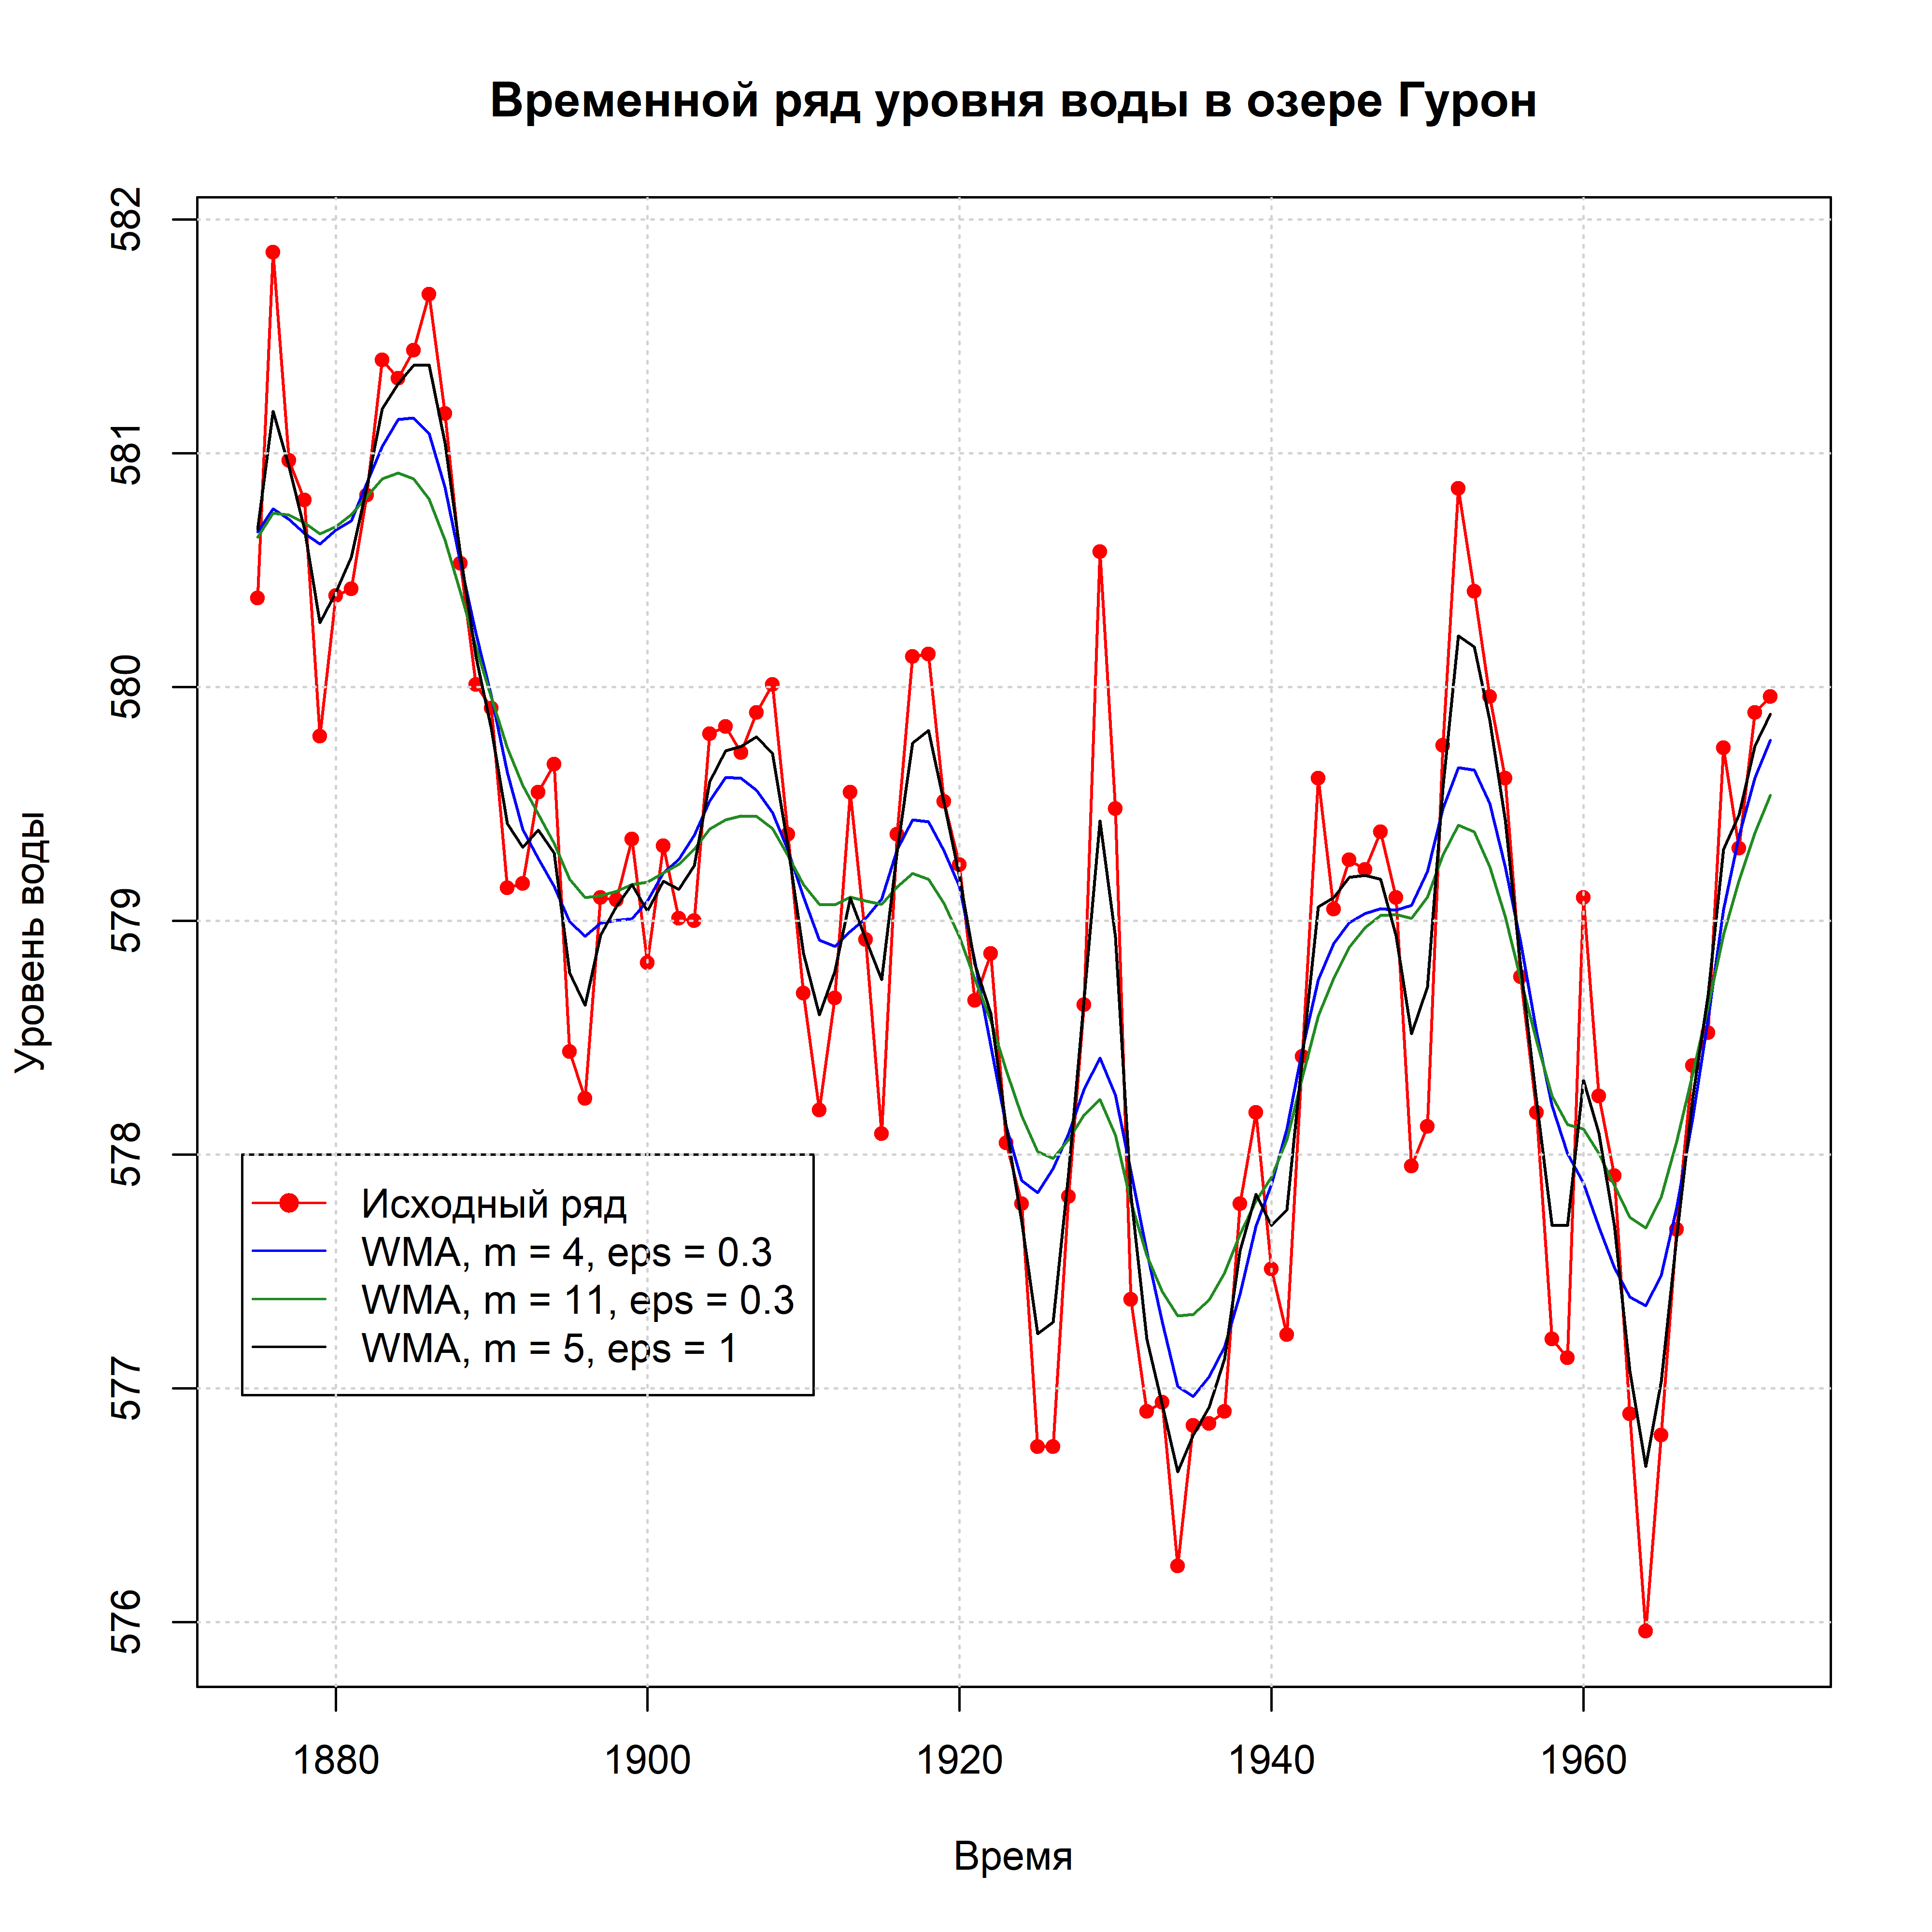 Временной ряд уровня воды в озере Гурон
582
581
580
579
578
577
576
Уровень воды
Исходный ряд
WMA, m = 4, eps = 0.3
WMA, m = 11, eps = 0.3
WMA, m = 5, eps = 1
1880 1900 1920 1940 1960
Время